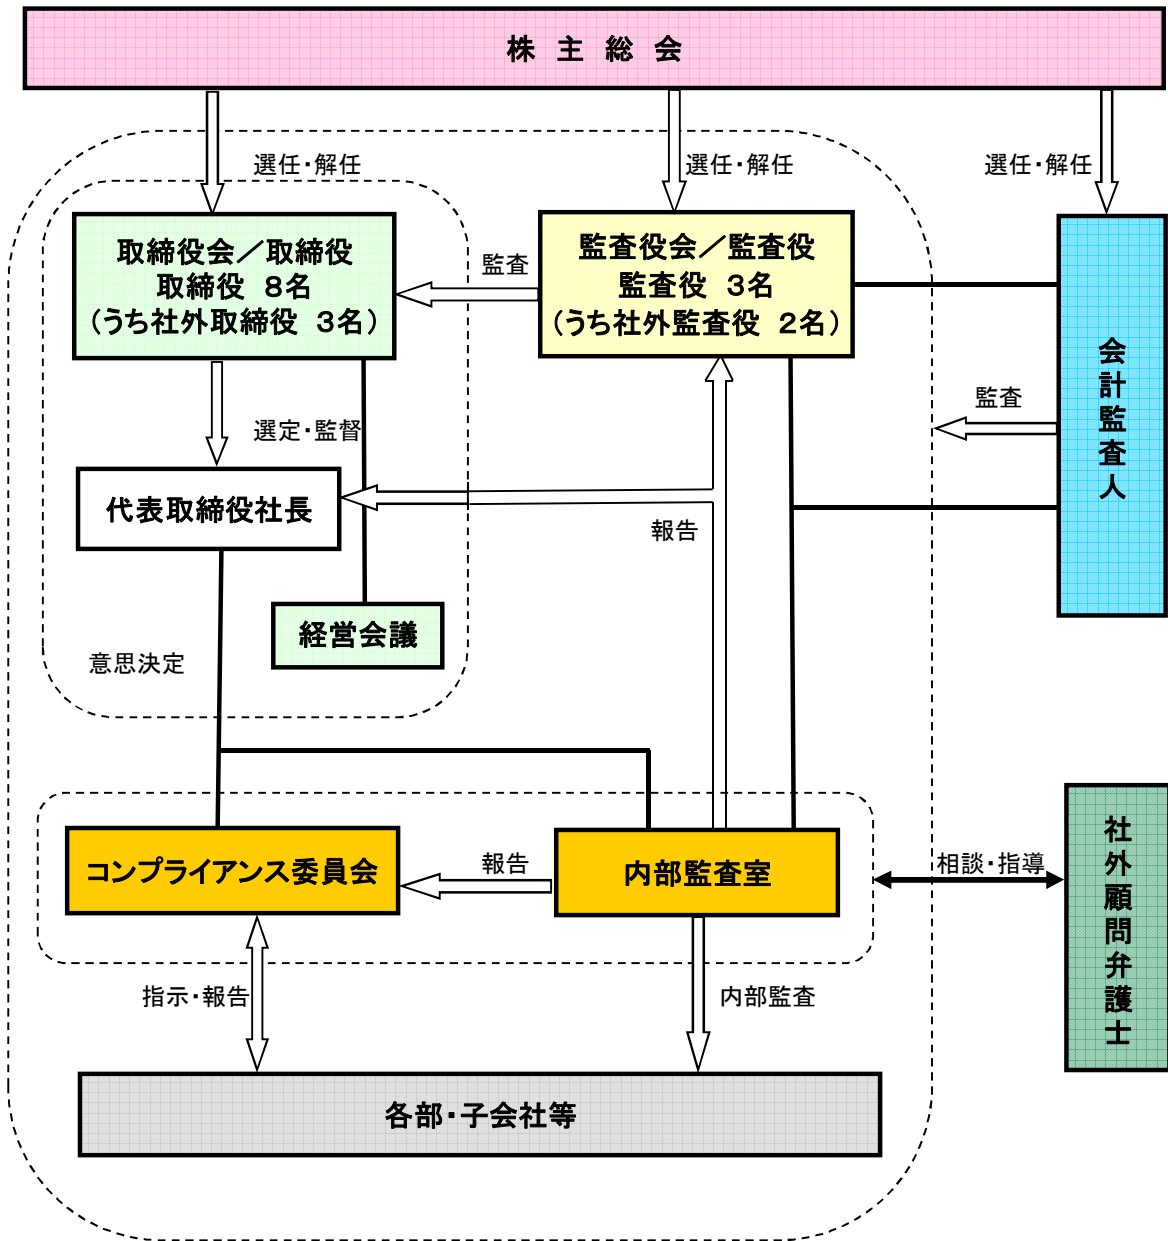 株 主 総 会
選任・解任
選任・解任
選任・解任
取締役会／取締役
取締役 8名
（うち社外取締役 3名）
監査
監査役会／監査役
監査役 3名
（うち社外監査役 2名）
会計監査人
監査
選定・監督
代表取締役社長
報告
経営会議
意思決定
コンプライアンス委員会
報告
内部監査室
相談・指導
社外顧問弁護士
指示・報告
内部監査
各部・子会社等